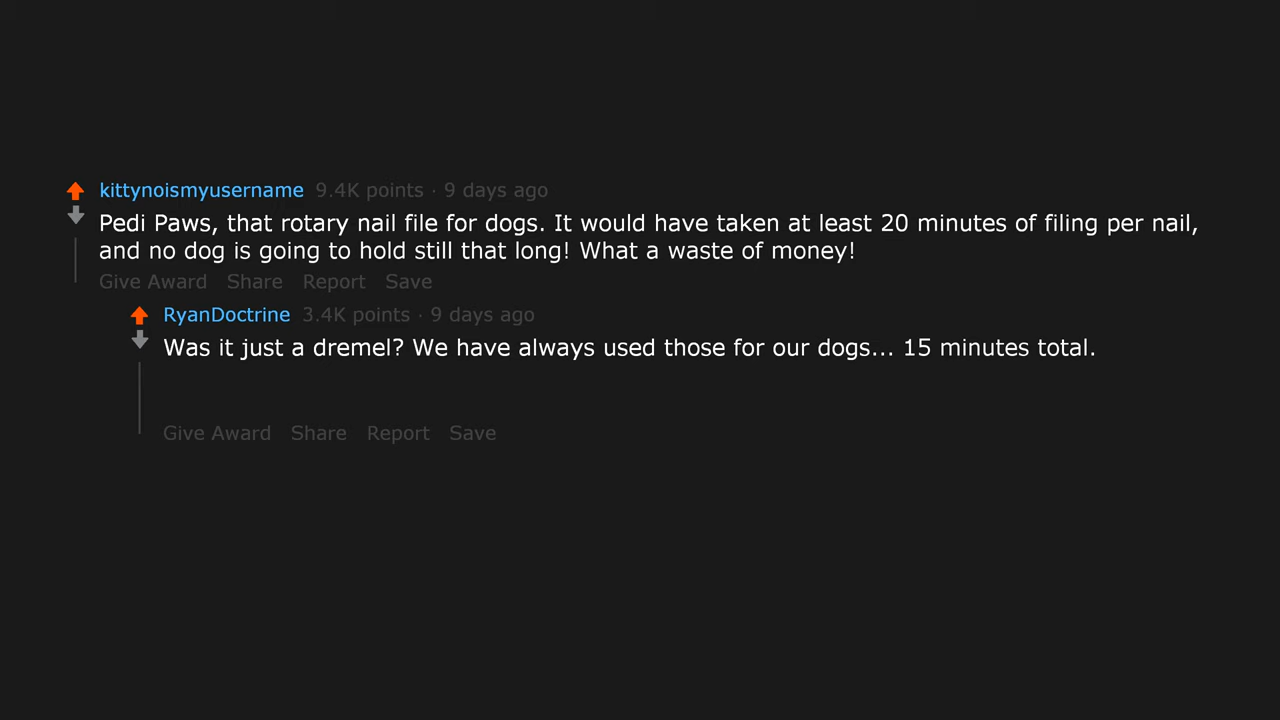 kittynoismyusername 9.4K points · 9 days ago
Pedi Paws, that rotary nail file for dogs. It would have taken at least 20 minutes of filing per nail,
and no dog is going to hold still that long! What a waste of money!
Give Award Share Report Save
RyanDoctrine 3.4K points · 9 days ago
Was it just a dremel? We have always used those for our dogs... 15 minutes total.
Give Award Share Report Save